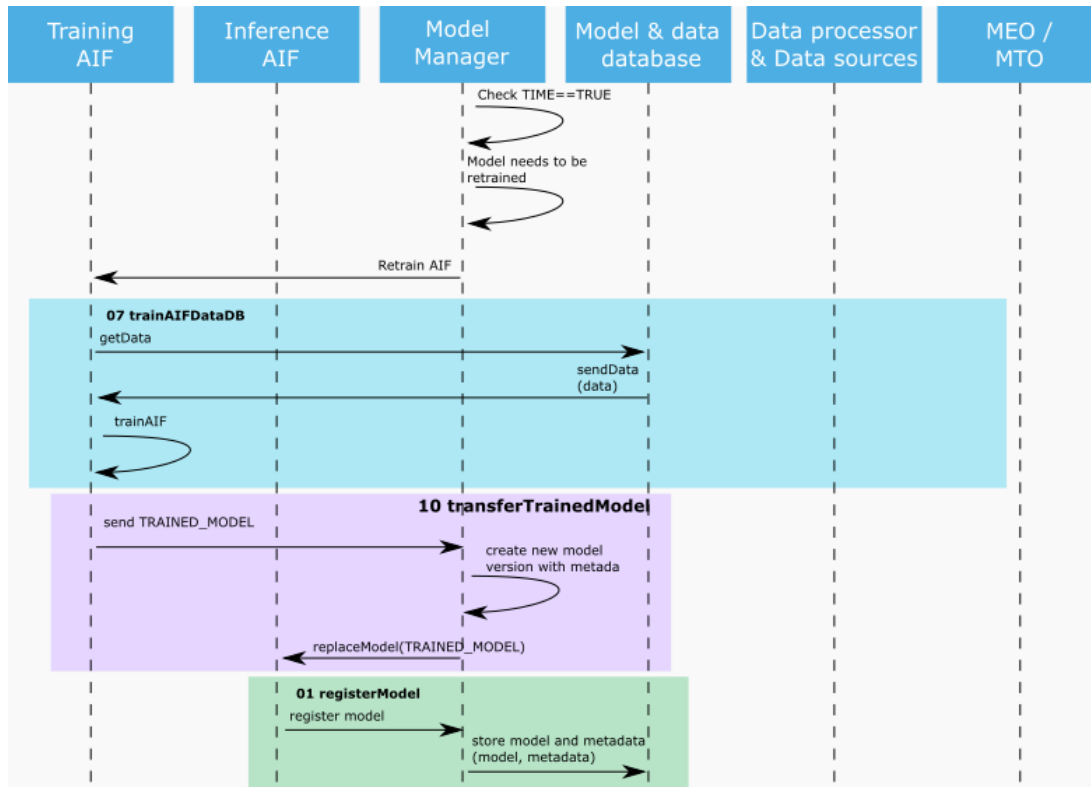 Training
AIF
Inference
AIF
Model
Manager
Model & data
database
Data processor
& Data sources
MEO /
MTO
Check TIME==TRUE
Model needs to be
retrained
Retrain AIF
07 trainAIFDataDB
getData
sendData
(data)
trainAIF
10 transferTrainedModel
send TRAINED_MODEL
create new model
version with metada
replaceModel(TRAINED_MODEL)
01 registerModel
register model
store model and metadata
(model, metadata)